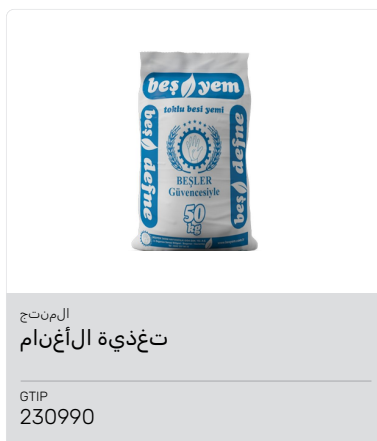 beş yem
toklu besi yemi
beş defne
beş defne
BEŞLER
Güvencesiyle
50
kg
المنتج
تغذية الأغنام
GTIP
230990